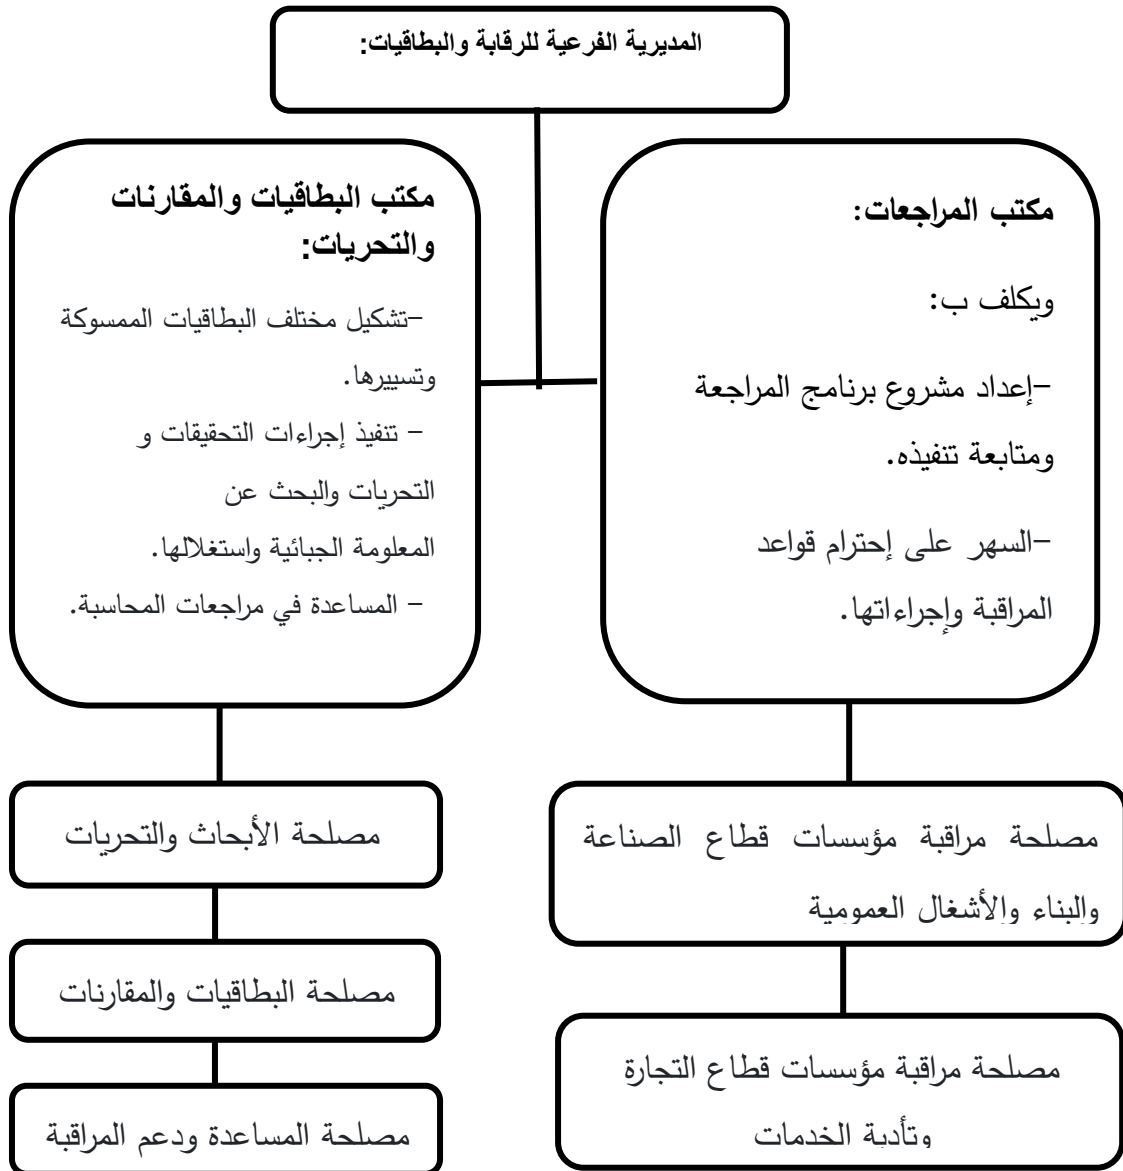 المديرية الفرعية للرقابة والبطاقيات:
مكتب المراجعات:
ويكلف ب:
-إعداد مشروع برنامج المراجعة
ومتابعة تنفيذه.
-السهر على إحترام قواعد
المراقبة وإجراءاتها.
مكتب البطاقيات والمقارنات
والتحريات:
-تشكيل مختلف البطاقيات الممسوكة
وتسييرها.
- تنفيذ إجراءات التحقيقات و
التحريات والبحث عن
المعلومة الجبائية واستغلالها.
- المساعدة في مراجعات المحاسبة.
مصلحة مراقبة مؤسسات قطاع الصناعة
والبناء والأشغال العمومية
مصلحة مراقبة مؤسسات قطاع التجارة
وتأدية الخدمات
مصلحة الأبحاث والتحريات
مصلحة البطاقيات والمقارنات
مصلحة المساعدة ودعم المراقبة